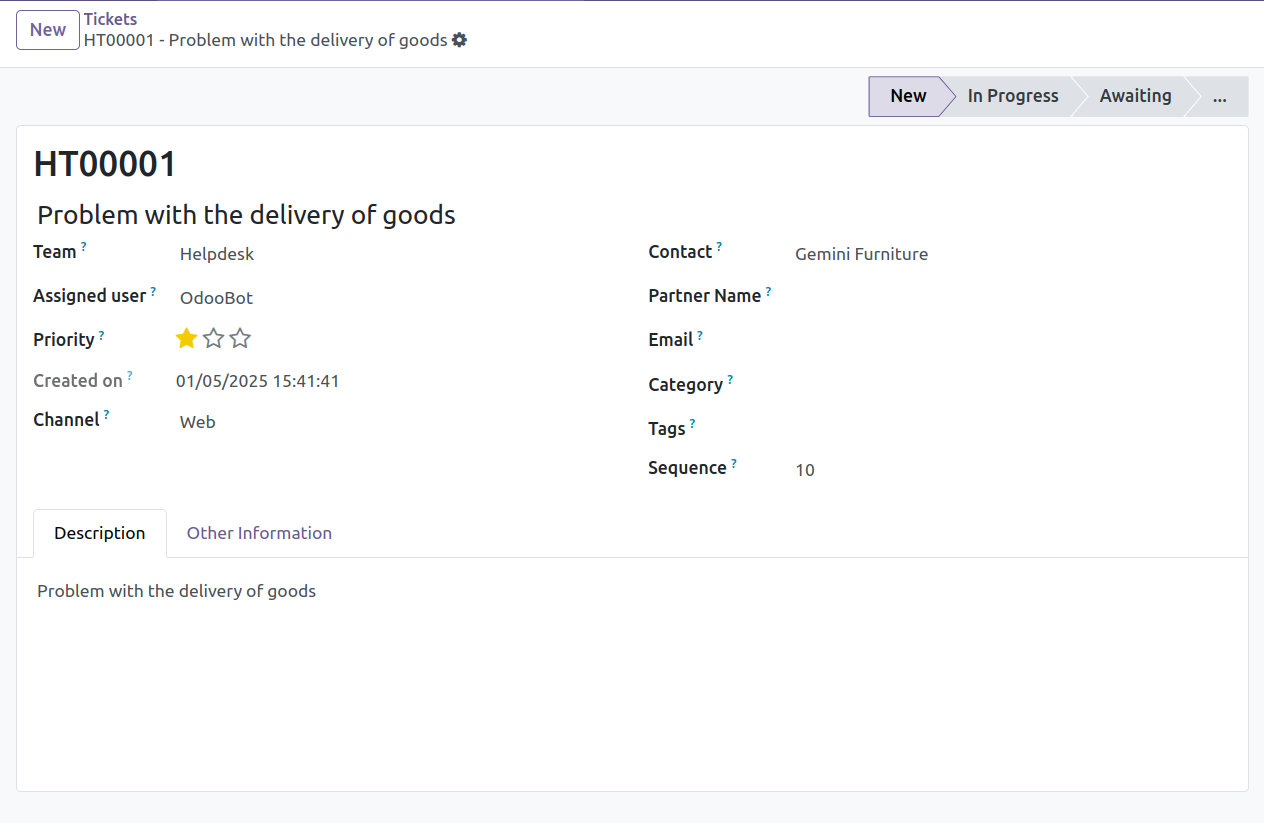 New
Tickets
HT00001 - Problem with the delivery of goods
New
In Progress
Awaiting
...
HT00001
Problem with the delivery of goods
Team ?
Helpdesk
Assigned user ?
OdooBot
Priority ?
Created on ?
01/05/2025 15:41:41
Channel ?
Web
Contact ?
Gemini Furniture
Partner Name ?
Email ?
Category ?
Tags ?
Sequence ?
10
Description
Other Information
Problem with the delivery of goods